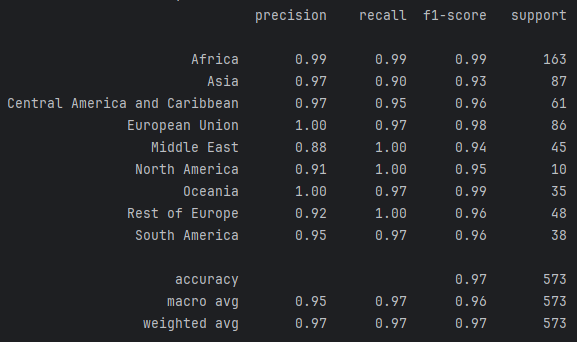 precision recall f1-score support
Africa 0.99 0.99 0.99 163
Asia 0.97 0.90 0.93 87
Central America and Caribbean 0.97 0.95 0.96 61
European Union 1.00 0.97 0.98 86
Middle East 0.88 1.00 0.94 45
North America 0.91 1.00 0.95 10
Oceania 1.00 0.97 0.99 35
Rest of Europe 0.92 1.00 0.96 48
South America 0.95 0.97 0.96 38
accuracy 0.97 573
macro avg 0.95 0.97 0.96 573
weighted avg 0.97 0.97 0.97 573